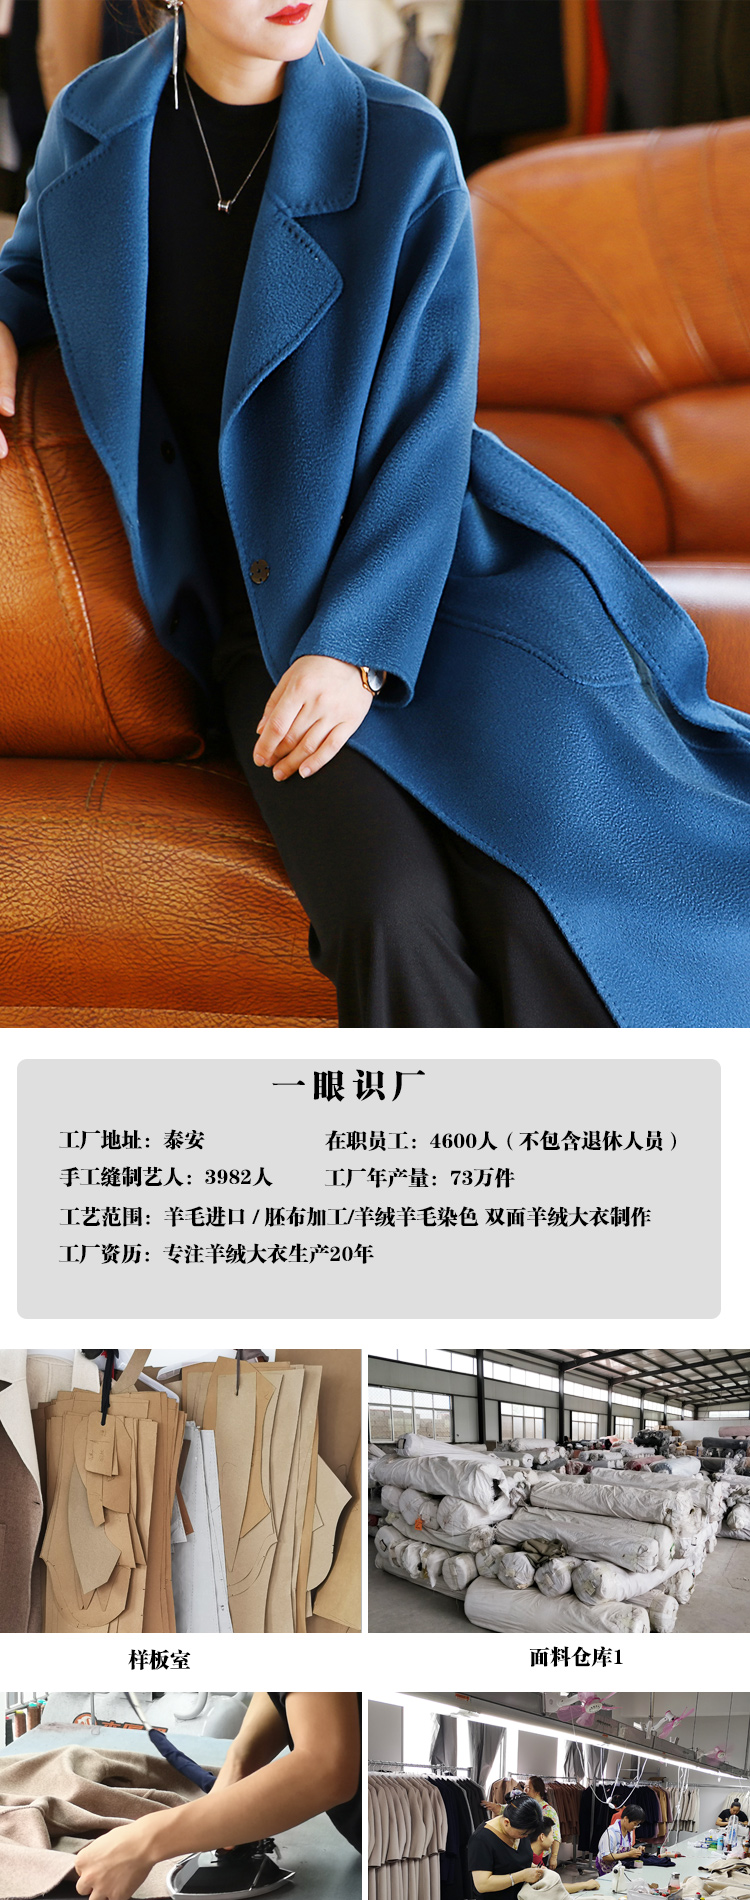 一眼识厂
工厂地址：泰安 在职员工：4600人（不包含退休人员）
手工缝制艺人：3982人 工厂年产量：73万件
工艺范围：羊毛进口 / 胚布加工/羊绒羊毛染色 双面羊绒大衣制作
工厂资历：专注羊绒大衣生产20年
样板室
面料仓库1